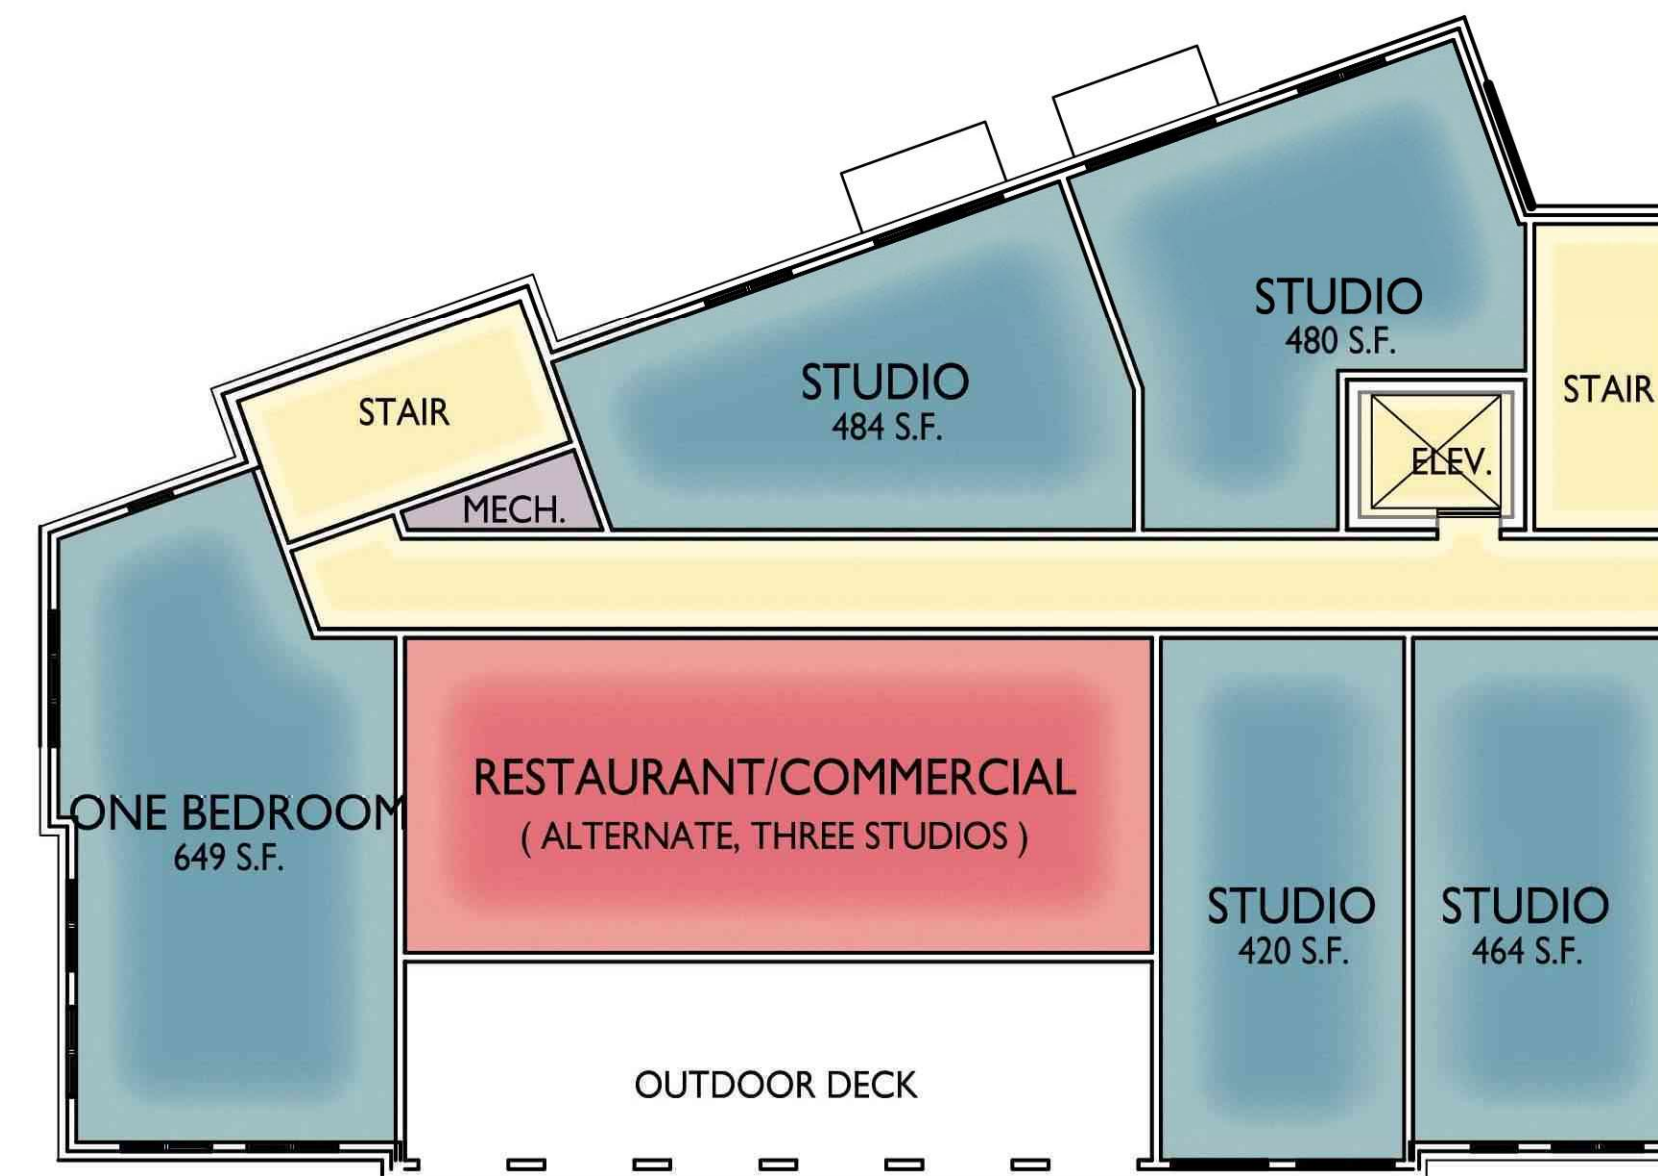 STUDIO
480 S.F.
STAIR
STUDIO
484 S.F.
STAIR
ELEV.
MECH.
RESTAURANT/COMMERCIAL
( ALTERNATE, THREE STUDIOS )
ONE BEDROOM
649 S.F.
STUDIO
420 S.F.
STUDIO
464 S.F.
OUTDOOR DECK